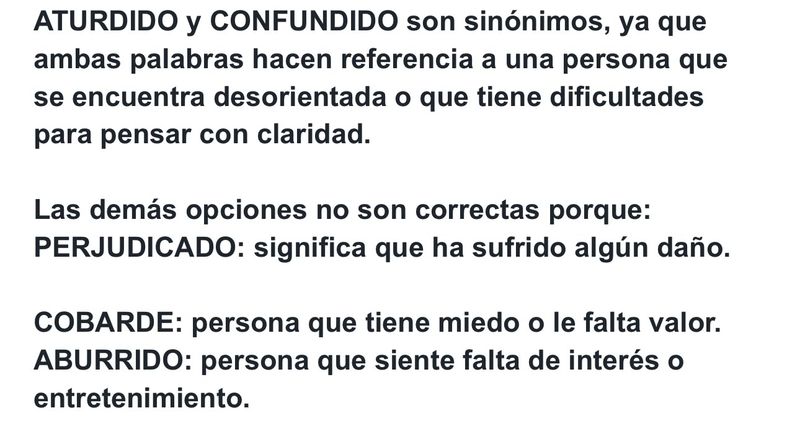 ATURDIDO y CONFUNDIDO son sinónimos, ya que
ambas palabras hacen referencia a una persona que
se encuentra desorientada o que tiene dificultades
para pensar con claridad.
Las demás opciones no son correctas porque:
PERJUDICADO: significa que ha sufrido algún daño.
COBARDE: persona que tiene miedo o le falta valor.
ABURRIDO: persona que siente falta de interés o
entretenimiento.